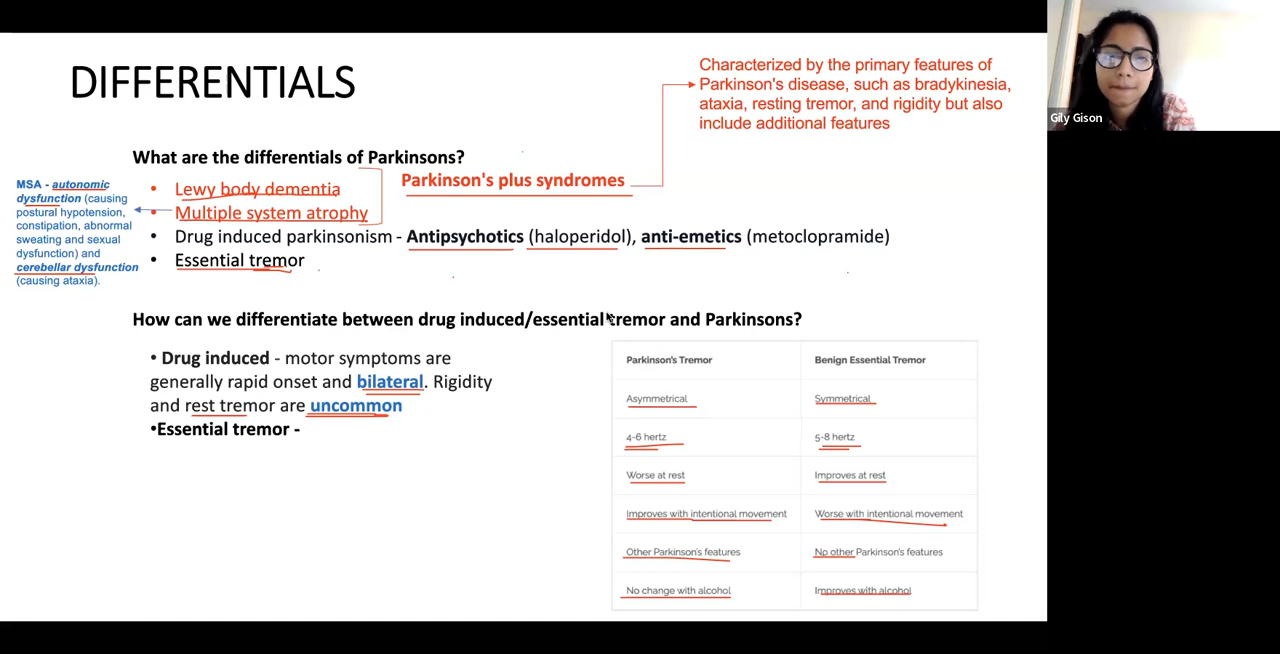 DIFFERENTIALS
Characterized by the primary features of
Parkinson's disease, such as bradykinesia,
ataxia, resting tremor, and rigidity but also
include additional features
Gily Gison
What are the differentials of Parkinsons?
• Lewy body dementia
• Multiple system atrophy
Parkinson's plus syndromes
• Drug induced parkinsonism - Antipsychotics (haloperidol), anti-emetics (metoclopramide)
• Essential tremor
MSA - autonomic
dysfunction (causing
postural hypotension,
constipation, abnormal
sweating and sexual
dysfunction) and
cerebellar dysfunction
(causing ataxia).
How can we differentiate between drug induced/essential tremor and Parkinsons?
• Drug induced - motor symptoms are
generally rapid onset and bilateral. Rigidity
and rest tremor are uncommon
•Essential tremor -
Parkinson's Tremor Benign Essential Tremor
Asymmetrical Symmetrical
4-6 hertz 5-8 hertz
Worse at rest Improves at rest
Improves with intentional movement Worse with intentional movement
Other Parkinson's features No other Parkinson's features
No change with alcohol Improves with alcohol